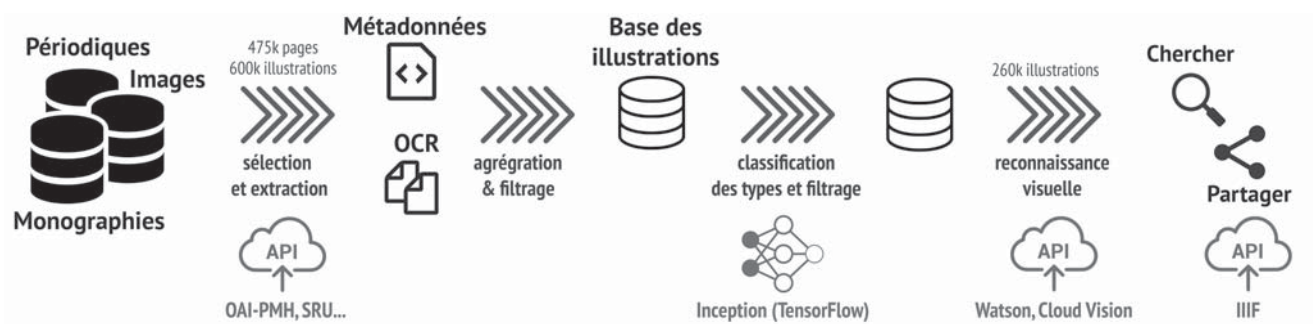 Périodiques
Images
Monographies
475k pages
600k illustrations
sélection
et extraction
API
OAI-PMH, SRU...
Métadonnées
< >
OCR
agrégration
& filtrage
Base des
illustrations
classification
des types et filtrage
Inception (TensorFlow)
260k illustrations
reconnaissance
visuelle
API
Watson, Cloud Vision
Chercher
Partager
API
IIIF